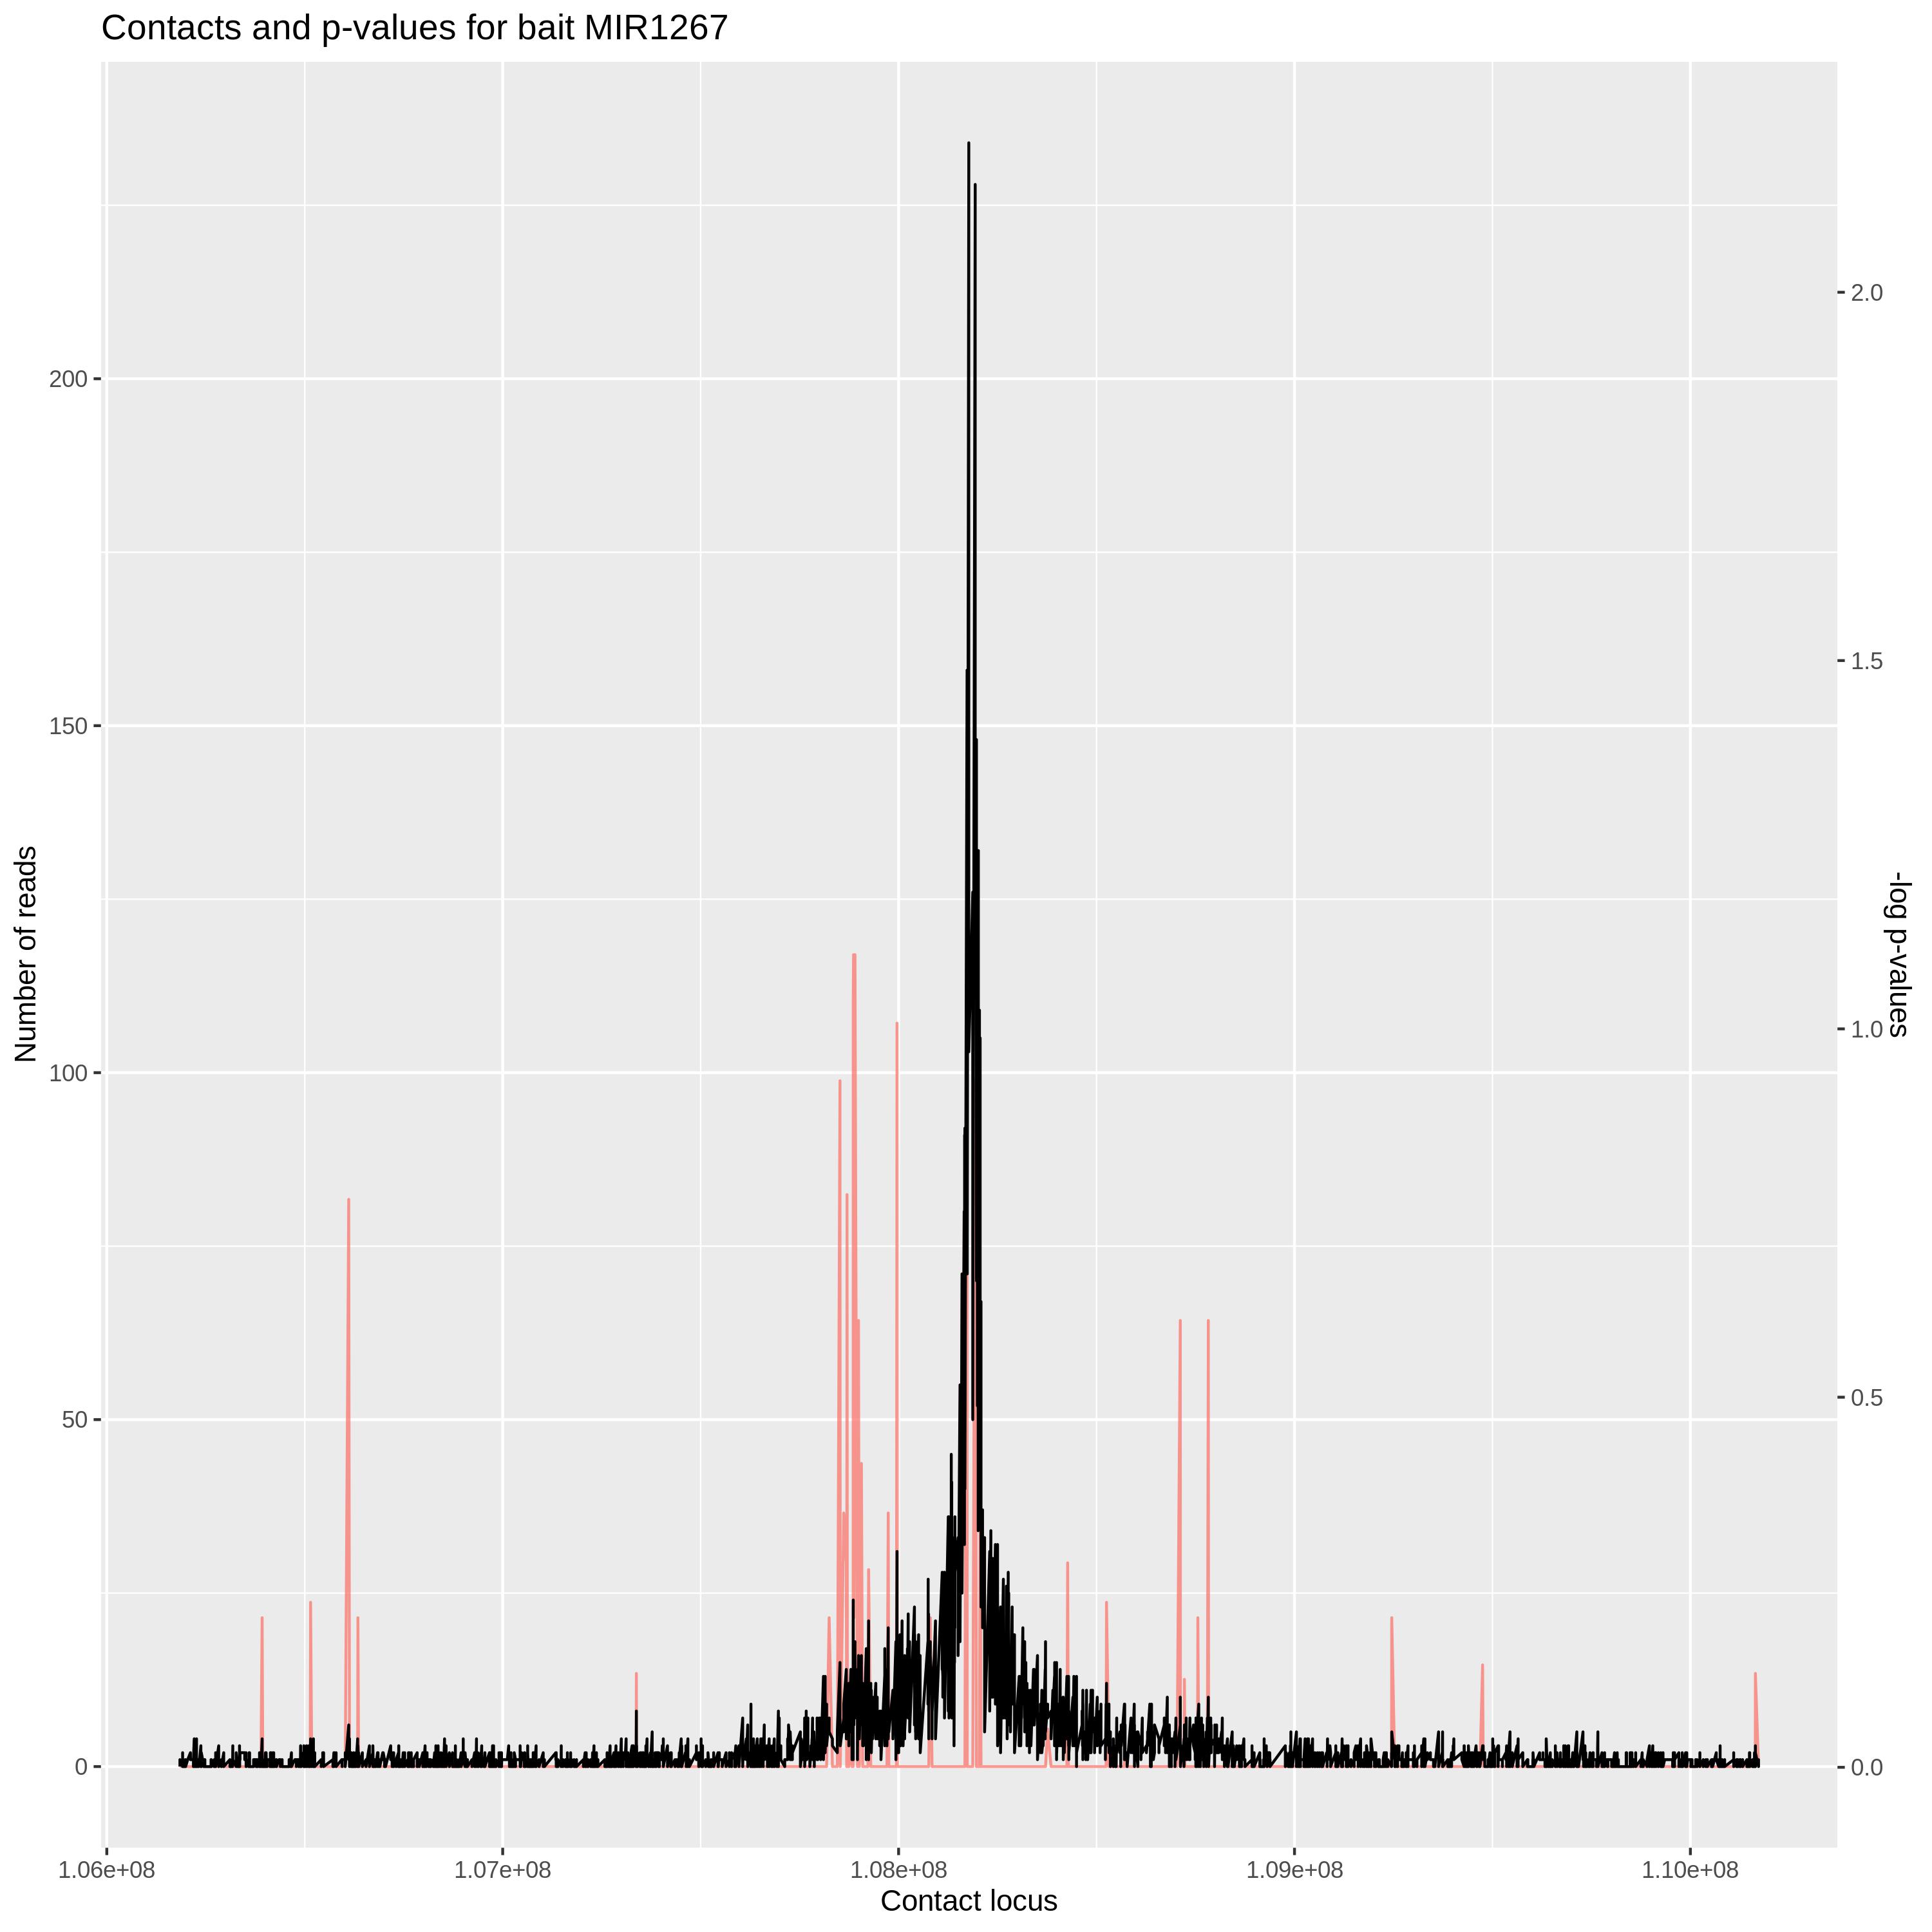 Contacts and p-values for bait MIR1267
Number of reads
200
150
100
50
0
2.0
1.5
1.0
0.5
0.0
-log p-values
1.06e+08
1.07e+08
1.08e+08
1.09e+08
1.10e+08
Contact locus